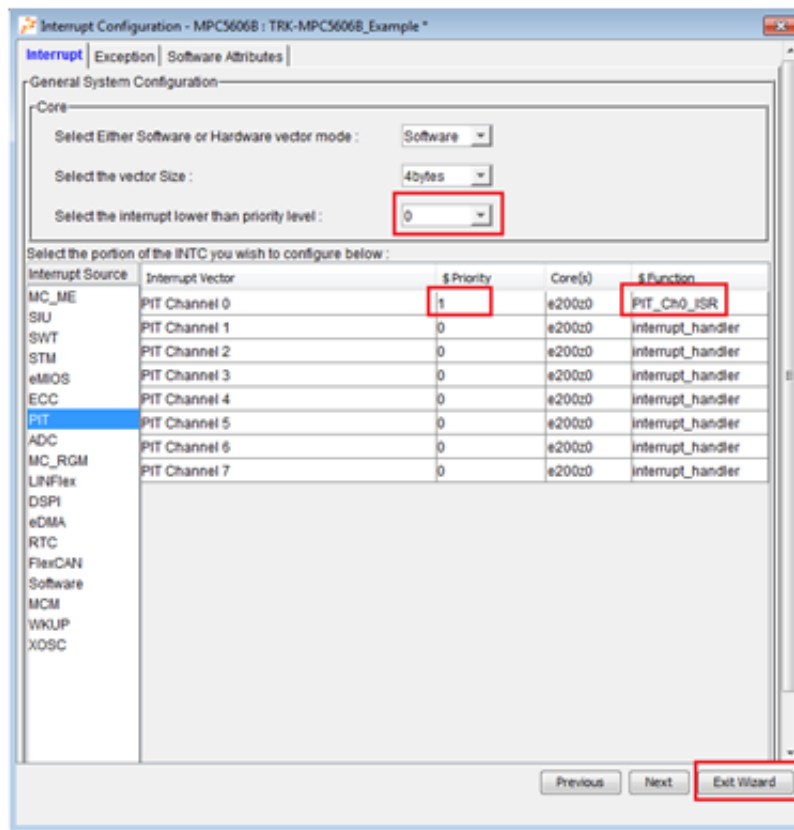 Interrupt Configuration - MPC5606B : TRK-MPC5606B_Example *
Interrupt Exception Software Attributes
General System Configuration
Core
Select Either Software or Hardware vector mode : Software
Select the vector Size : 4bytes
Select the interrupt lower than priority level : 0
Select the portion of the INTC you wish to configure below :
Interrupt Source Interrupt Vector $ Priority Core(s) $ Function
MC_ME PIT Channel 0 1 e200z0 PIT_Ch0_ISR
SIU PIT Channel 1 0 e200z0 interrupt_handler
SWT PIT Channel 2 0 e200z0 interrupt_handler
STM PIT Channel 3 0 e200z0 interrupt_handler
eMIOS PIT Channel 4 0 e200z0 interrupt_handler
ECC PIT Channel 5 0 e200z0 interrupt_handler
PIT PIT Channel 6 0 e200z0 interrupt_handler
ADC PIT Channel 7 0 e200z0 interrupt_handler
MC_RGM
LINFlex
DSPI
eDMA
RTC
FlexCAN
Software
MCM
WKUP
XOSC
Previous Next Exit Wizard